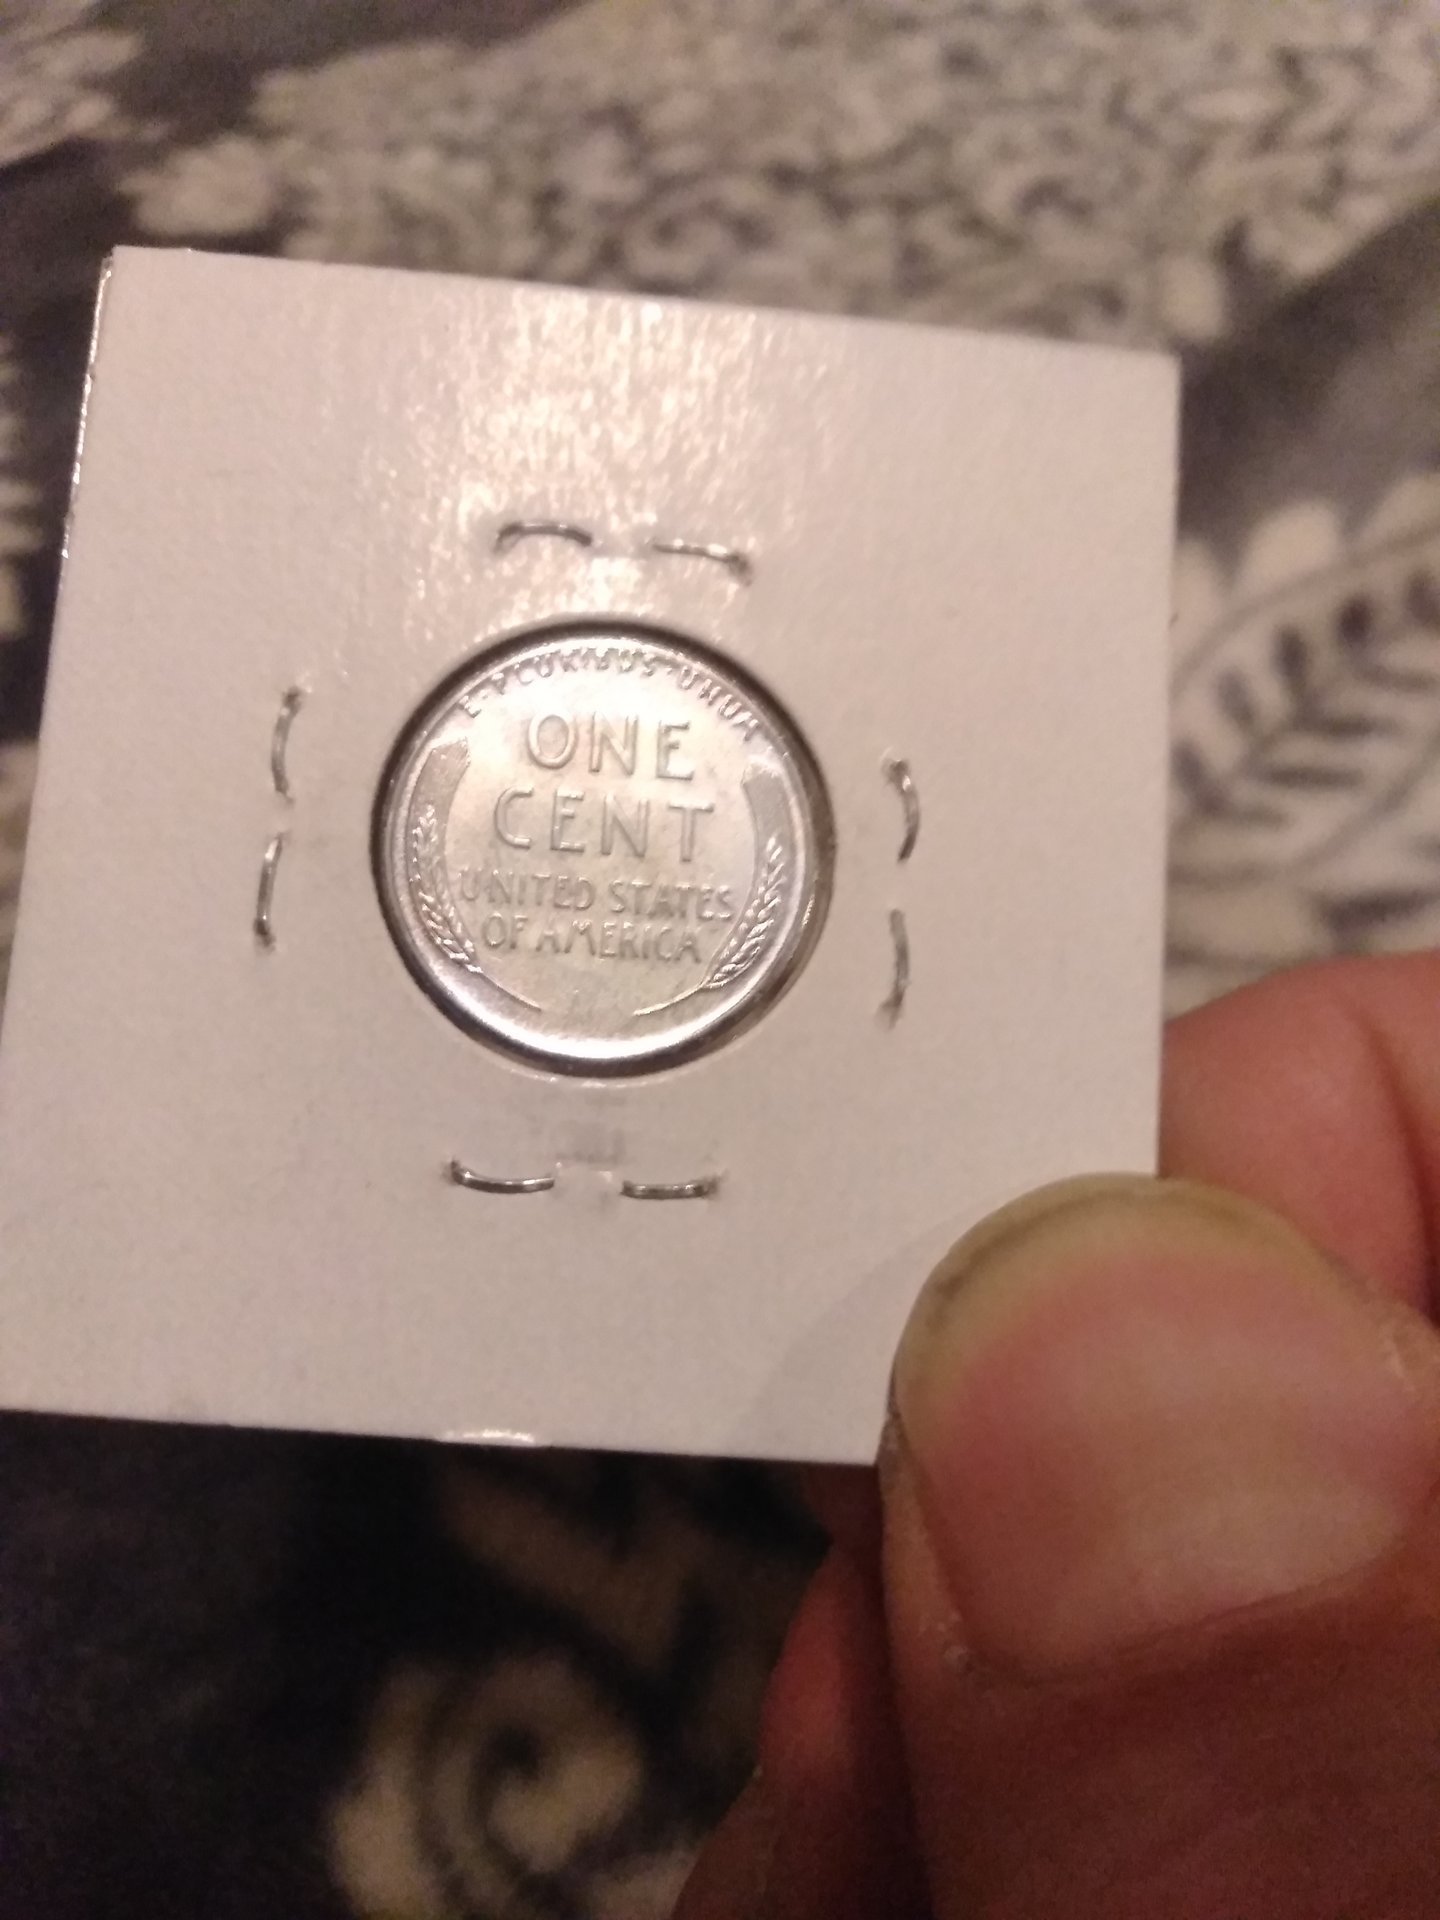 E·PLURIBUS·UNUM
ONE
CENT
UNITED STATES
OF AMERICA